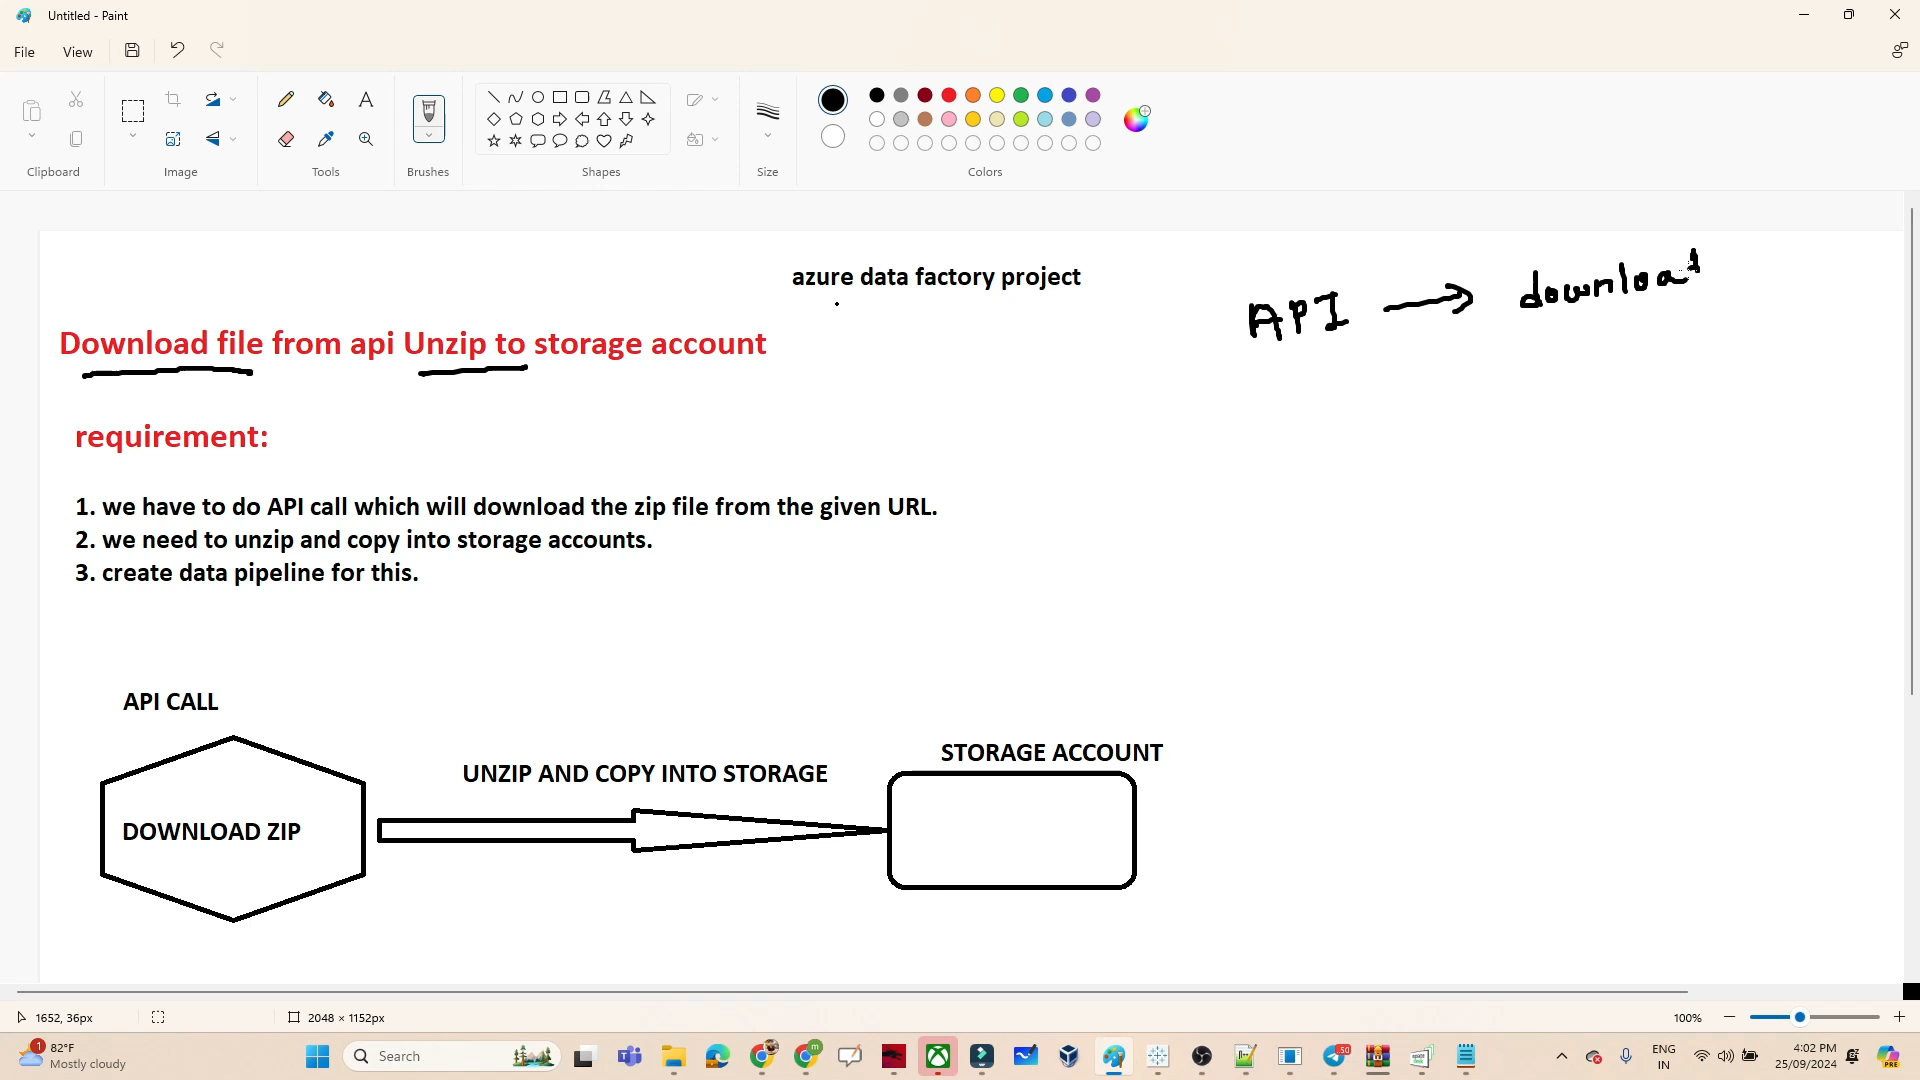 Untitled - Paint
File View
Clipboard Image Tools Brushes Shapes Size Colors
azure data factory project
API → download
Download file from api Unzip to storage account
requirement:
1. we have to do API call which will download the zip file from the given URL.
2. we need to unzip and copy into storage accounts.
3. create data pipeline for this.
API CALL
STORAGE ACCOUNT
UNZIP AND COPY INTO STORAGE
DOWNLOAD ZIP
1652, 36px 2048 × 1152px 100%
1 82°F
Mostly cloudy
Search
ENG
IN
4:02 PM
25/09/2024